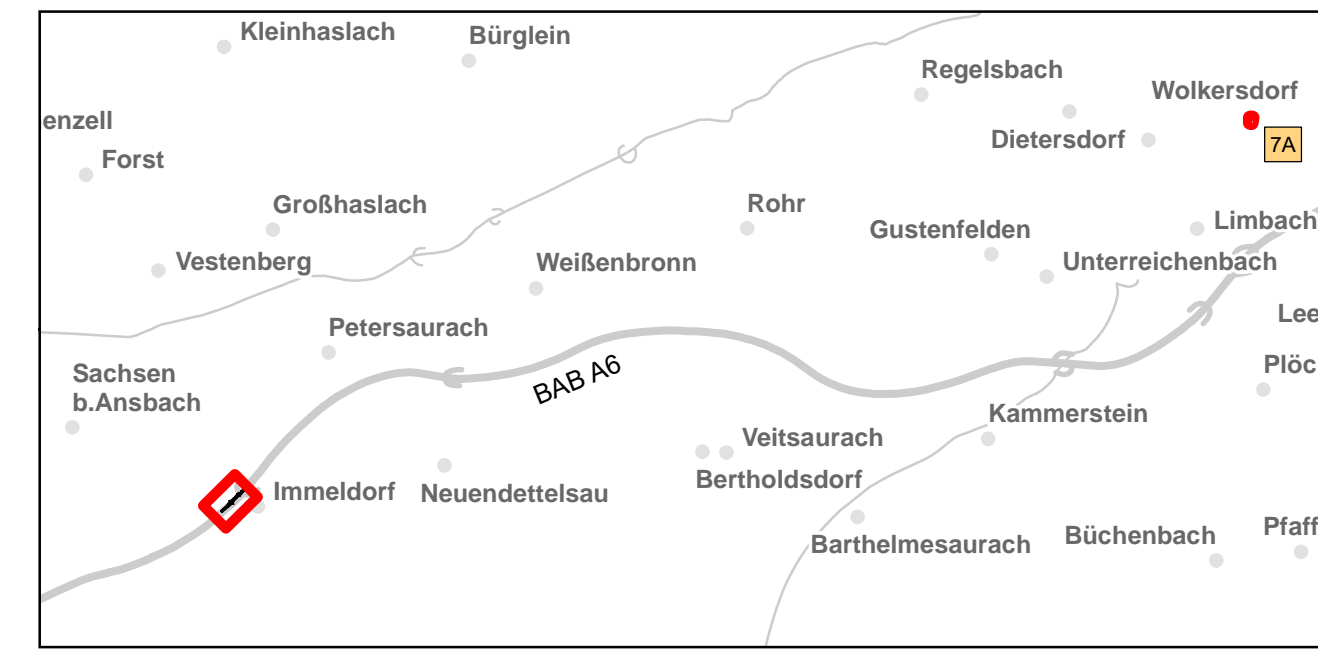 Kleinhaslach
Bürglein
Regelsbach
Wolkersdorf
enzell
Forst
Dietersdorf
7A
Großhaslach
Rohr
Gustenfelden
Limbach
Vestenberg
Weißenbronn
Unterreichenbach
Petersaurach
Lee
Sachsen
b.Ansbach
BAB A6
Plöc
Kammerstein
Veitsaurach
Bertholdsdorf
Immeldorf
Neuendettelsau
Barthelmesaurach
Büchenbach
Pfaff